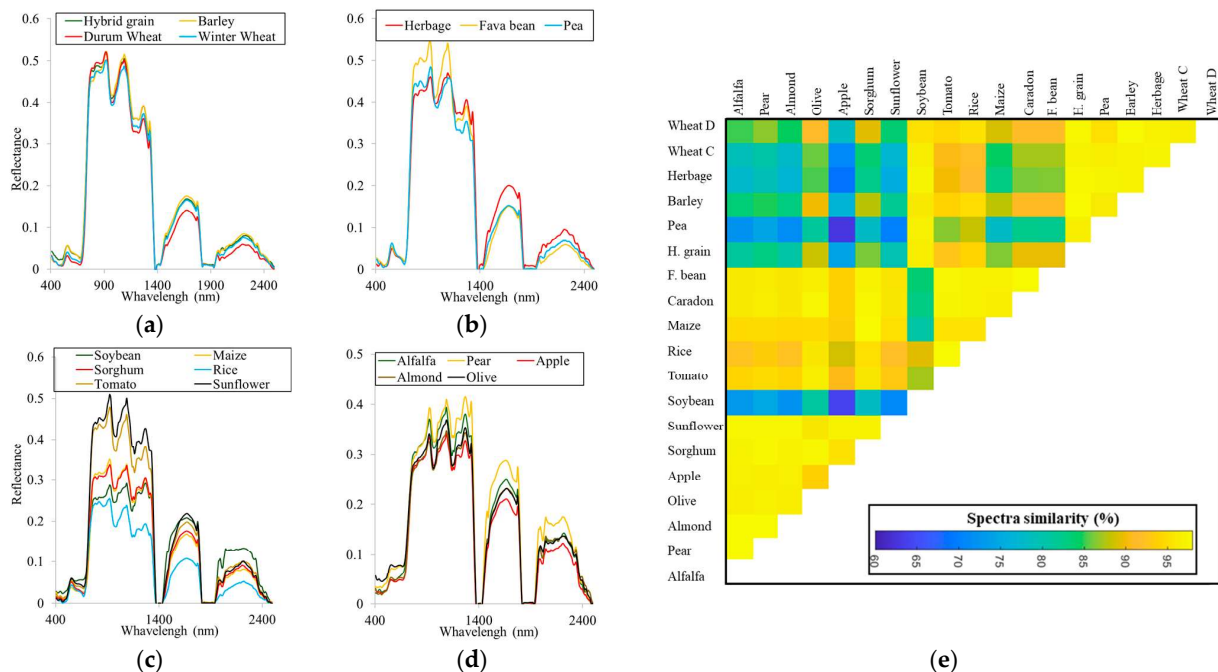 Hybrid grain Barley
Durum Wheat Winter Wheat
0.6
0.5
0.4
0.3
0.2
0.1
0
Reflectance
400 900 1400 1900 2400
Wavelengh (nm)
(a)
Herbage Fava bean Pea
0.6
0.5
0.4
0.3
0.2
0.1
0
400 1400 2400
Wavelengh (nm)
(b)
Soybean Maize
Sorghum Rice
Tomato Sunflower
0.6
0.5
0.4
0.3
0.2
0.1
0
Reflectance
400 1400 2400
Wavelengh (nm)
(c)
Alfalfa Pear Apple
Almond Olive
0.5
0.4
0.3
0.2
0.1
0
400 1400 2400
Wavelengh (nm)
(d)
Alfalfa
Pear
Almond
Olive
Apple
Sorghum
Sunflower
Soybean
Tomato
Rice
Maize
Caradon
F. bean
H. grain
Pea
Earley
Herbage
Wheat C
Wheat D
Wheat D
Wheat C
Herbage
Barley
Pea
H. grain
F. bean
Caradon
Maize
Rice
Tomato
Soybean
Sunflower
Sorghum
Apple
Olive
Almond
Pear
Alfalfa
Spectra similarity (%)
60 65 70 75 80 85 90 95
(e)